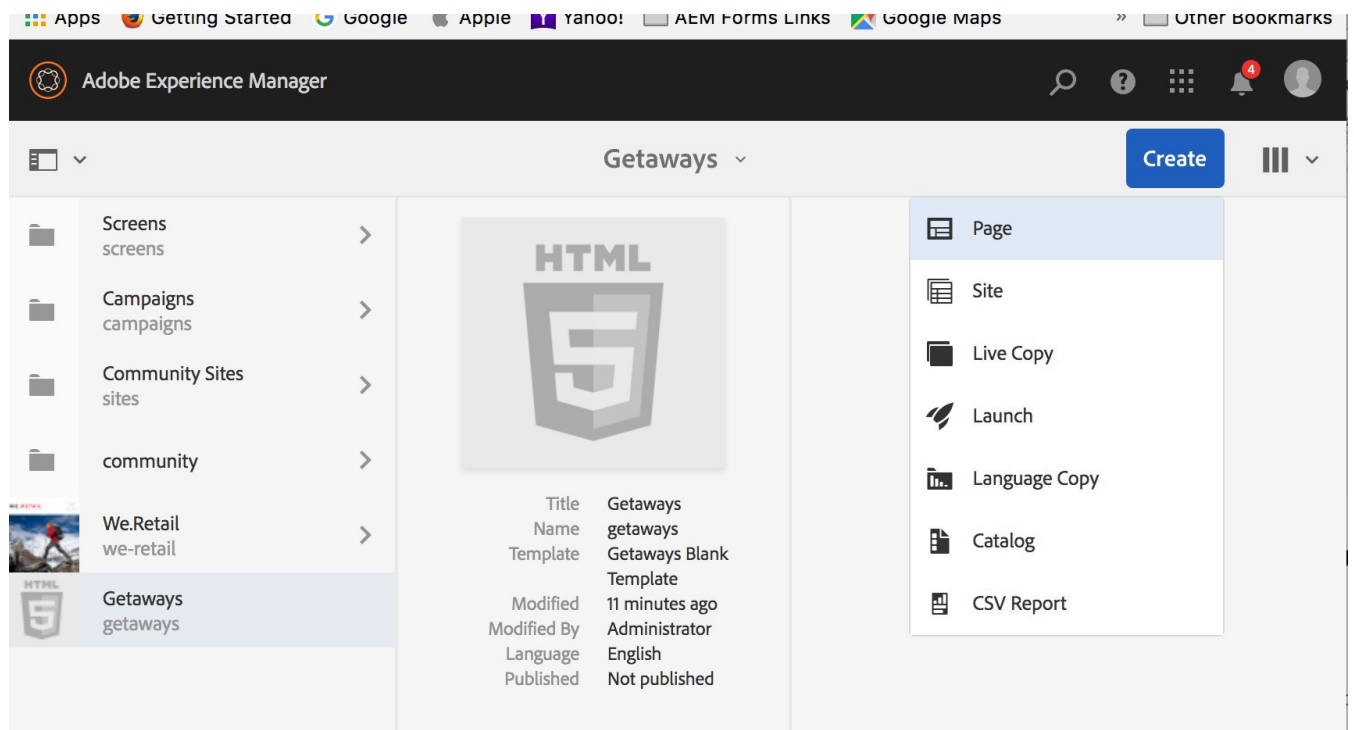 Apps Getting Started Google Apple Yahoo! AEM Forms Links Google Maps » Other Bookmarks
Adobe Experience Manager
4
Getaways
Create
Screens
screens
Campaigns
campaigns
Community Sites
sites
community
We.Retail
we-retail
HTML
5
Getaways
getaways
HTML
5
Title Getaways
Name getaways
Template Getaways Blank
Template
Modified 11 minutes ago
Modified By Administrator
Language English
Published Not published
Page
Site
Live Copy
Launch
Language Copy
Catalog
CSV Report